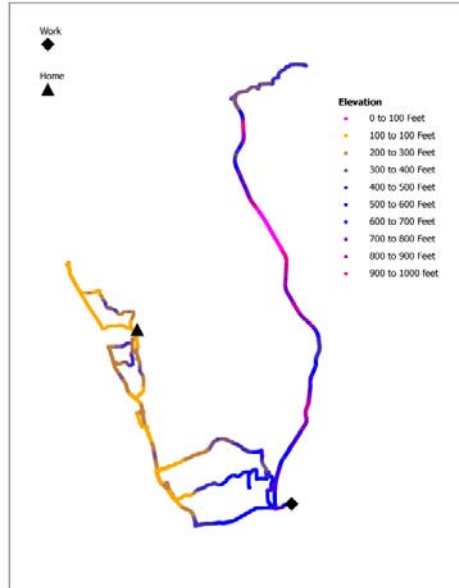 Work
Home
Elevation
0 to 100 Feet
100 to 100 Feet
200 to 300 Feet
300 to 400 Feet
400 to 500 Feet
500 to 600 Feet
600 to 700 Feet
700 to 800 Feet
800 to 900 Feet
900 to 1000 feet